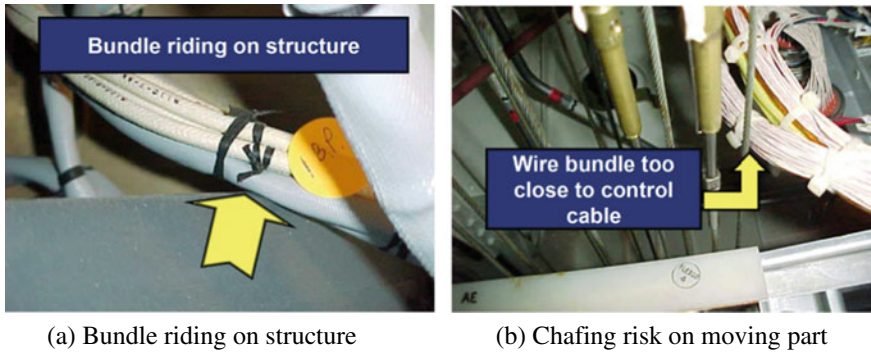 Bundle riding on structure
B.P.
Wire bundle too
close to control
cable
AE
(a) Bundle riding on structure
(b) Chafing risk on moving part